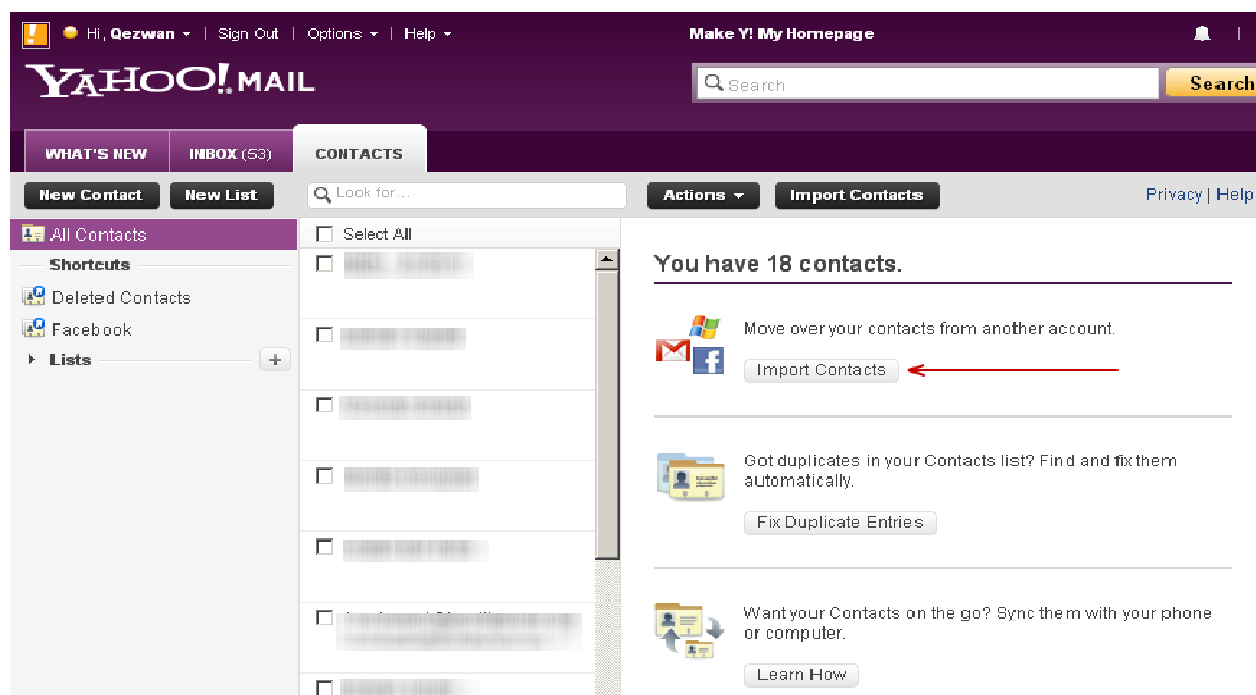 Hi, Qezwan | Sign Out | Options | Help
Make Y! My Homepage |
YAHOO! MAIL
Search
Search
WHAT'S NEW
INBOX (53)
CONTACTS
New Contact
New List
Look for...
Actions
Import Contacts
Privacy | Help
All Contacts
Shortcuts
Deleted Contacts
Facebook
Lists
+
Select All
You have 18 contacts.
Move over your contacts from another account.
Import Contacts
Got duplicates in your Contacts list? Find and fix them
automatically.
Fix Duplicate Entries
Want your Contacts on the go? Sync them with your phone
or computer.
Learn How